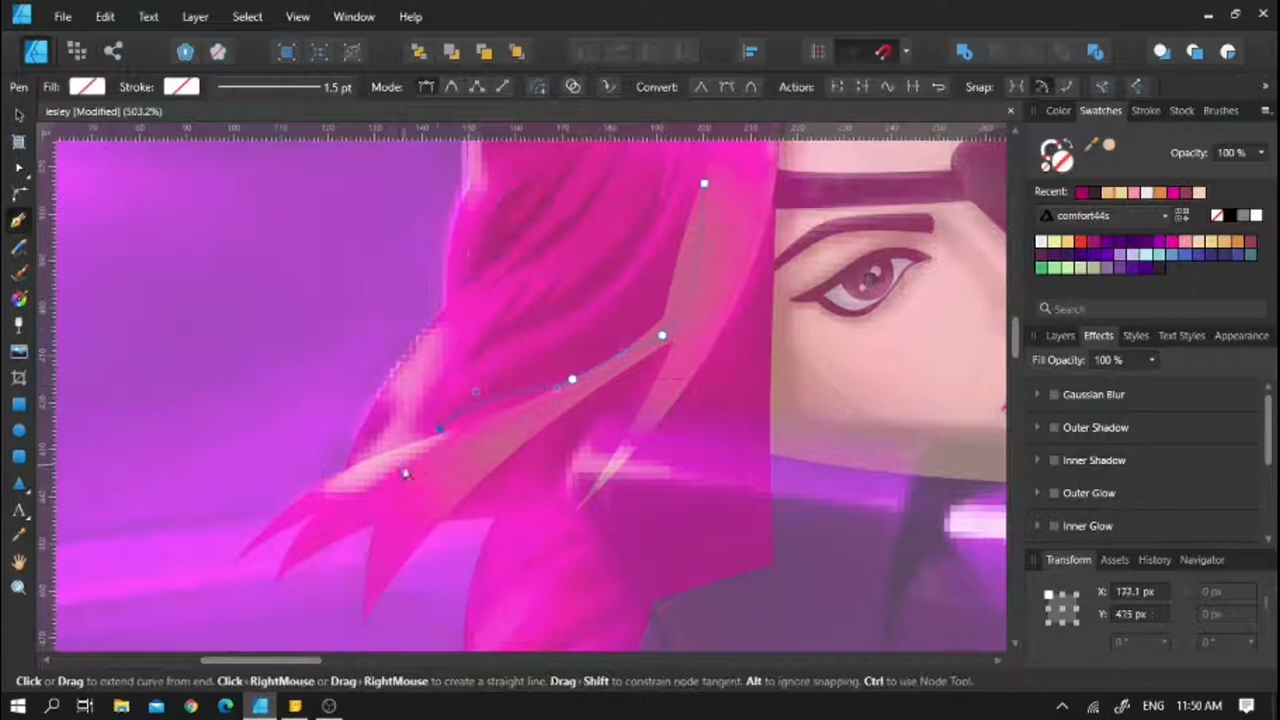 File Edit Text Layer Select View Window Help
Pen Fill: Stroke: 1.5 pt Mode: Convert: Action: Snap:
lesley [Modified] (503.2%)
Color Swatches Stroke Stock Brushes
Opacity: 100 %
Recent:
comfort44s
Search
Layers Effects Styles Text Styles Appearance
Fill Opacity: 100 %
Gaussian Blur
Outer Shadow
Inner Shadow
Outer Glow
Inner Glow
Transform Assets History Navigator
X: 0 px
Y: 0 px
Click or Drag to extend curve from end. Click+RightMouse or Drag+RightMouse to create a straight line. Drag+Shift to constrain node tangent. Alt to ignore snapping. Ctrl to use Node Tool.
ENG 11:50 AM